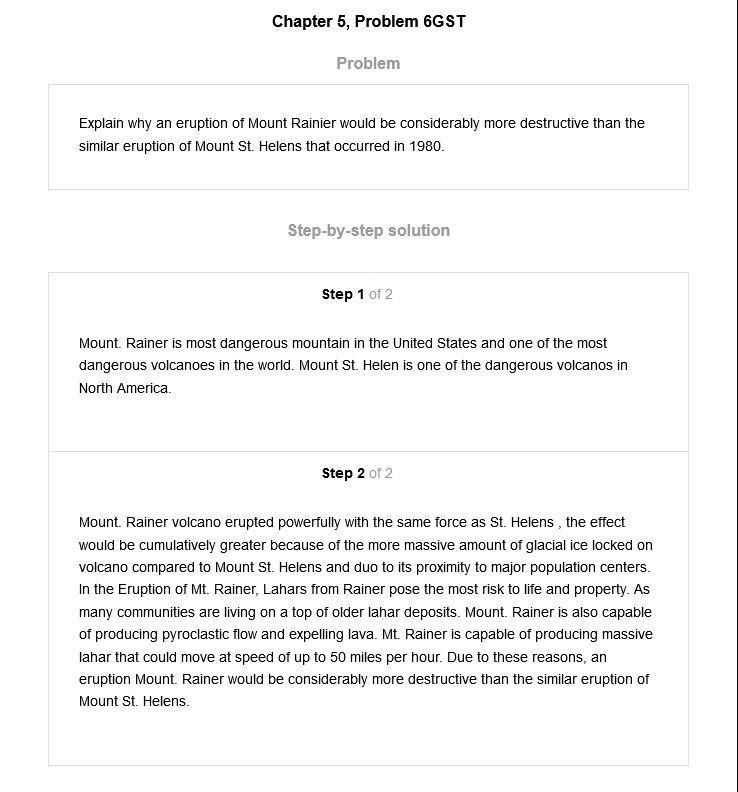 Chapter 5, Problem 6GST
Problem
Explain why an eruption of Mount Rainier would be considerably more destructive than the
similar eruption of Mount St. Helens that occurred in 1980.
Step-by-step solution
Step 1 of 2
Mount. Rainer is most dangerous mountain in the United States and one of the most
dangerous volcanoes in the world. Mount St. Helen is one of the dangerous volcanos in
North America.
Step 2 of 2
Mount. Rainer volcano erupted powerfully with the same force as St. Helens , the effect
would be cumulatively greater because of the more massive amount of glacial ice locked on
volcano compared to Mount St. Helens and duo to its proximity to major population centers.
In the Eruption of Mt. Rainer, Lahars from Rainer pose the most risk to life and property. As
many communities are living on a top of older lahar deposits. Mount. Rainer is also capable
of producing pyroclastic flow and expelling lava. Mt. Rainer is capable of producing massive
lahar that could move at speed of up to 50 miles per hour. Due to these reasons, an
eruption Mount. Rainer would be considerably more destructive than the similar eruption of
Mount St. Helens.